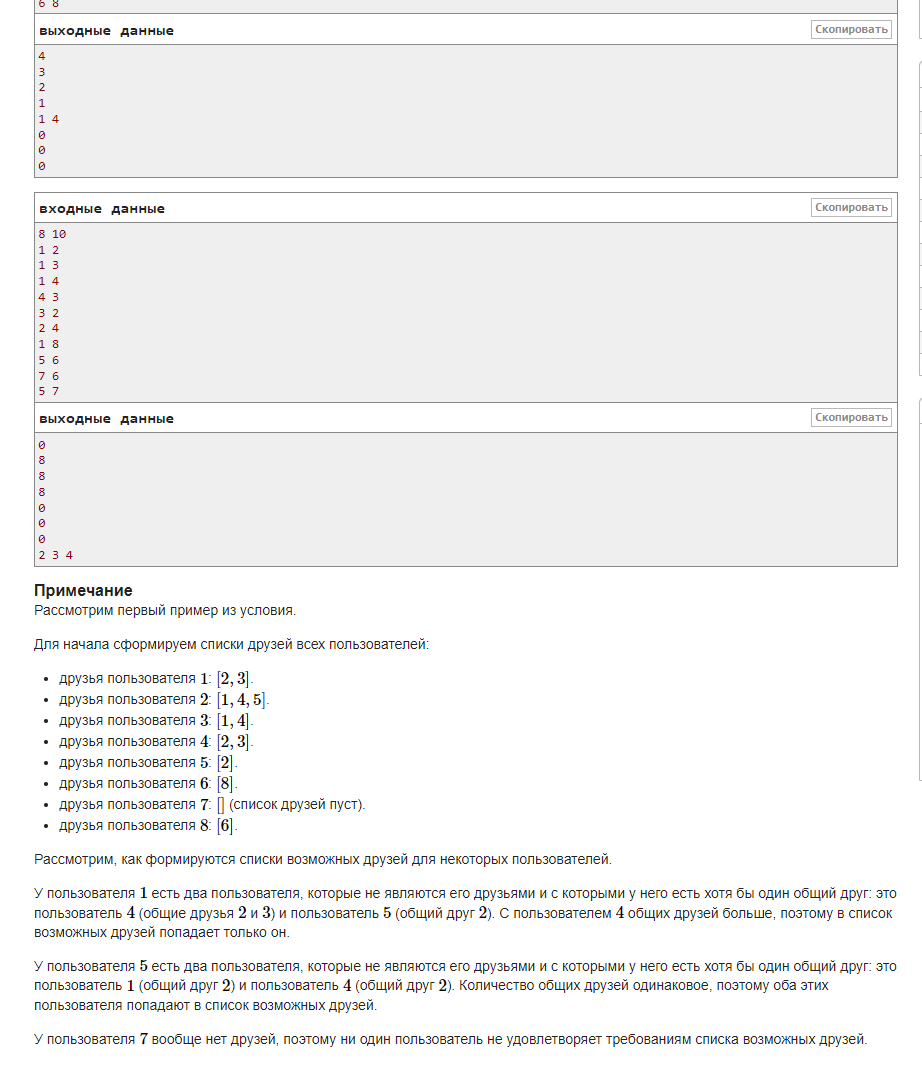 6 8
выходные данные
Скопировать
4
3
2
1
1 4
0
0
0
входные данные
Скопировать
8 10
1 2
1 3
1 4
4 3
3 2
2 4
1 8
5 6
7 6
5 7
выходные данные
Скопировать
0
8
8
8
0
0
0
2 3 4
Примечание
Рассмотрим первый пример из условия.
Для начала сформируем списки друзей всех пользователей:
• друзья пользователя 1: [2, 3].
• друзья пользователя 2: [1, 4, 5].
• друзья пользователя 3: [1, 4].
• друзья пользователя 4: [2, 3].
• друзья пользователя 5: [2].
• друзья пользователя 6: [8].
• друзья пользователя 7: [] (список друзей пуст).
• друзья пользователя 8: [6].
Рассмотрим, как формируются списки возможных друзей для некоторых пользователей.
У пользователя 1 есть два пользователя, которые не являются его друзьями и с которыми у него есть хотя бы один общий друг: это
пользователь 4 (общие друзья 2 и 3) и пользователь 5 (общий друг 2). С пользователем 4 общих друзей больше, поэтому в список
возможных друзей попадает только он.
У пользователя 5 есть два пользователя, которые не являются его друзьями и с которыми у него есть хотя бы один общий друг: это
пользователь 1 (общий друг 2) и пользователь 4 (общий друг 2). Количество общих друзей одинаковое, поэтому оба этих
пользователя попадают в список возможных друзей.
У пользователя 7 вообще нет друзей, поэтому ни один пользователь не удовлетворяет требованиям списка возможных друзей.